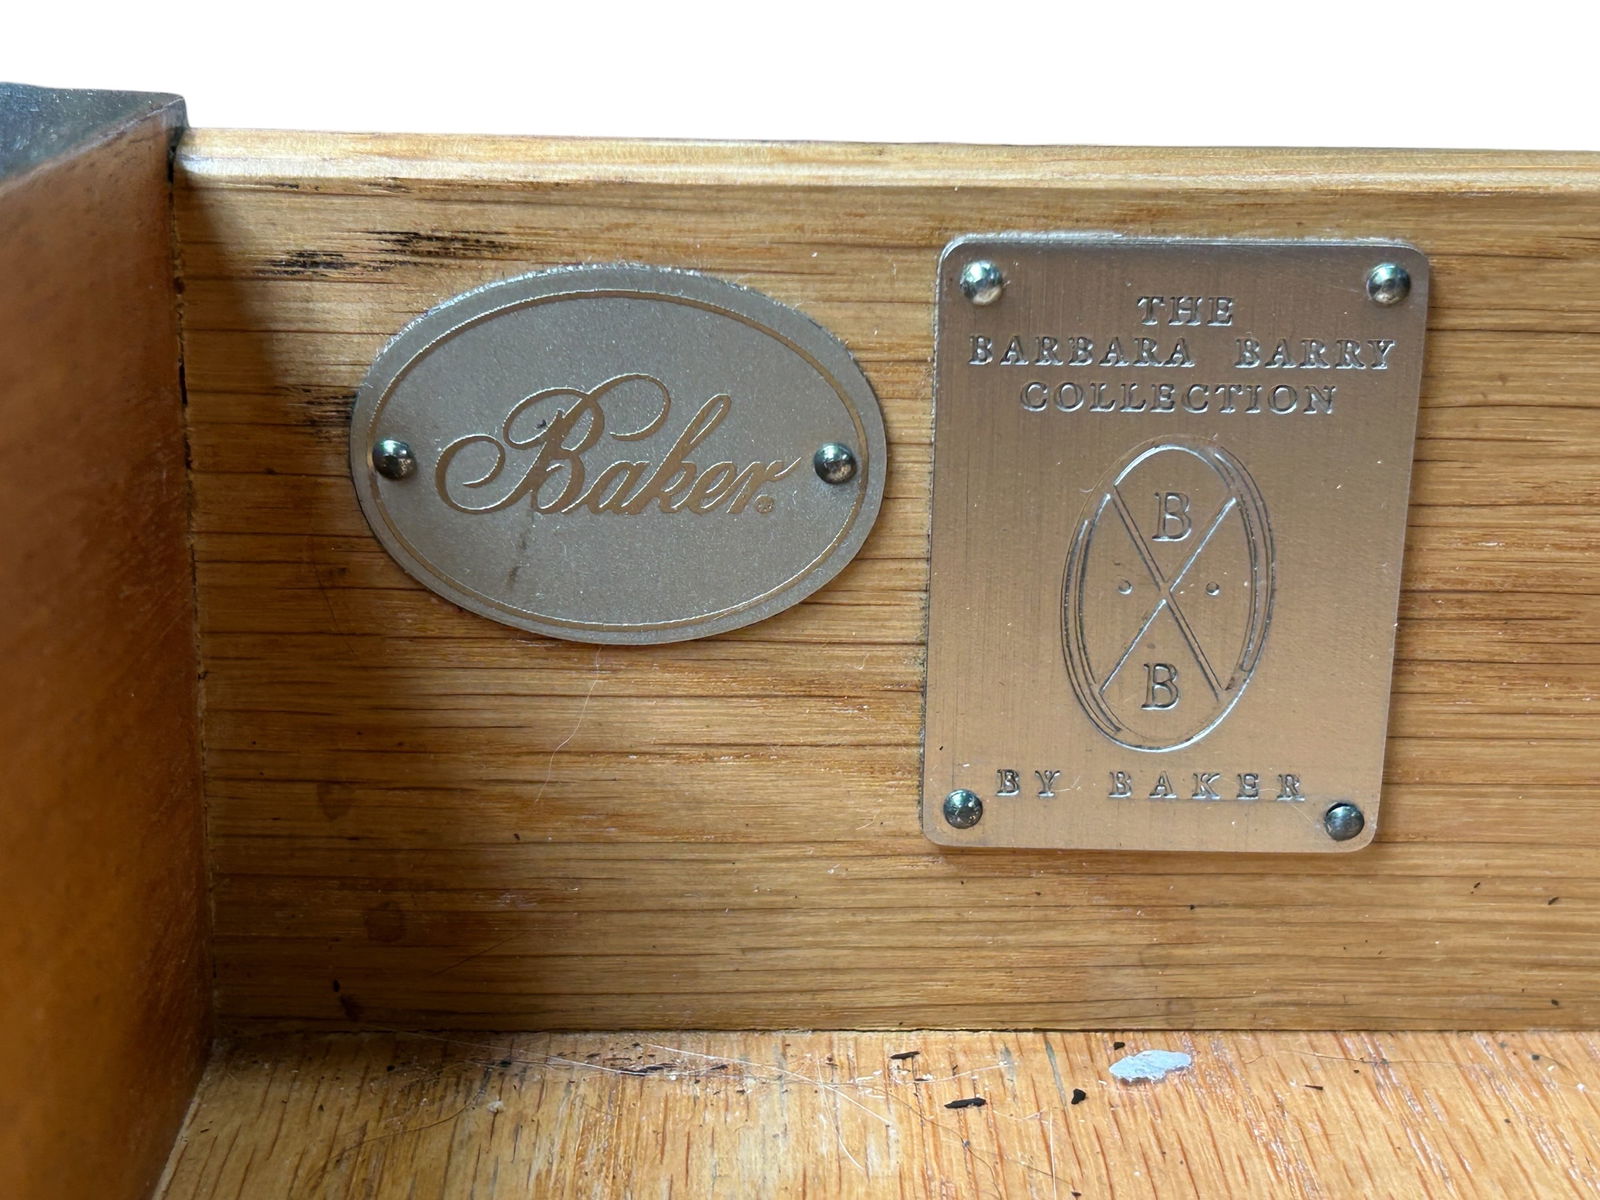 Baker®
THE
BARBARA BARRY
COLLECTION
B
B
BY BAKER